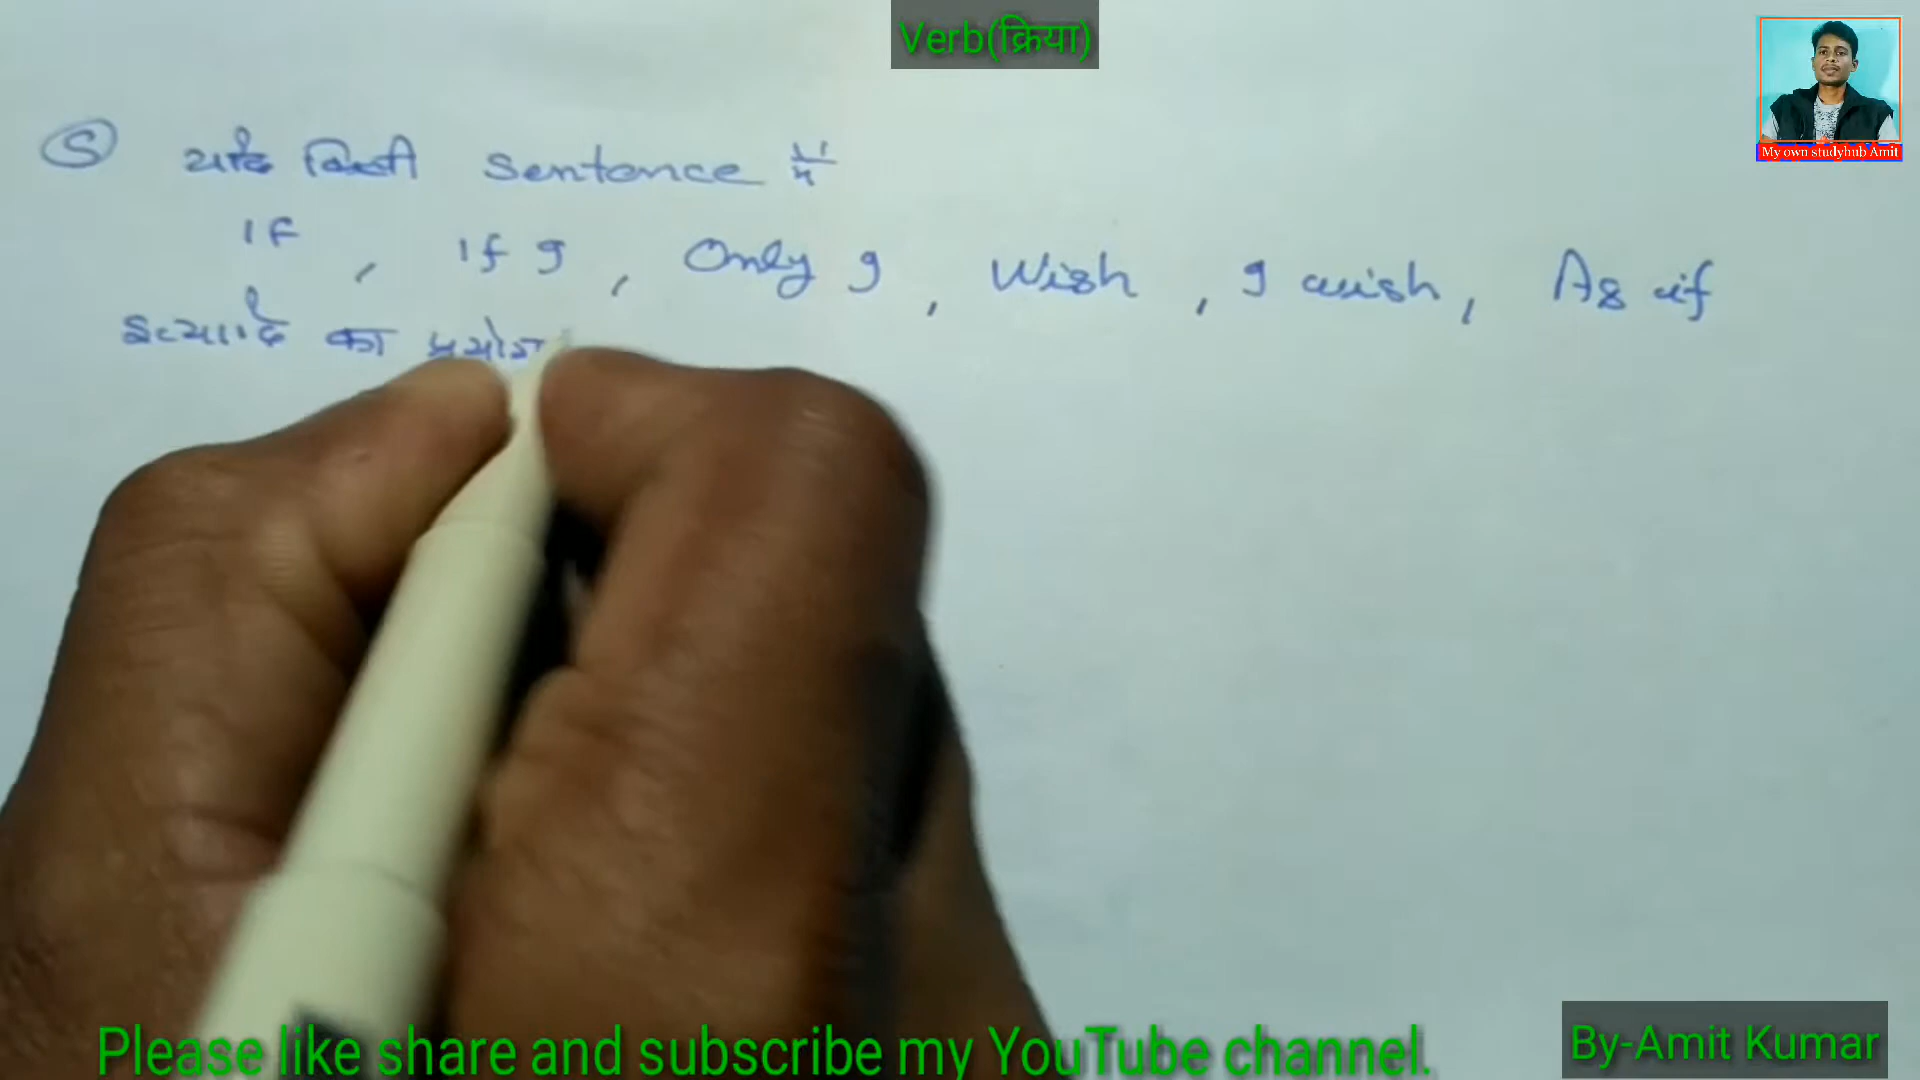 Verb(क्रिया)
My own studyhub Amit
(5) यदि किसी Sentence में
If , If I , Only I , Wish , I wish , As if
इत्यादि का प्रयोग
Please like share and subscribe my YouTube channel.
By-Amit Kumar